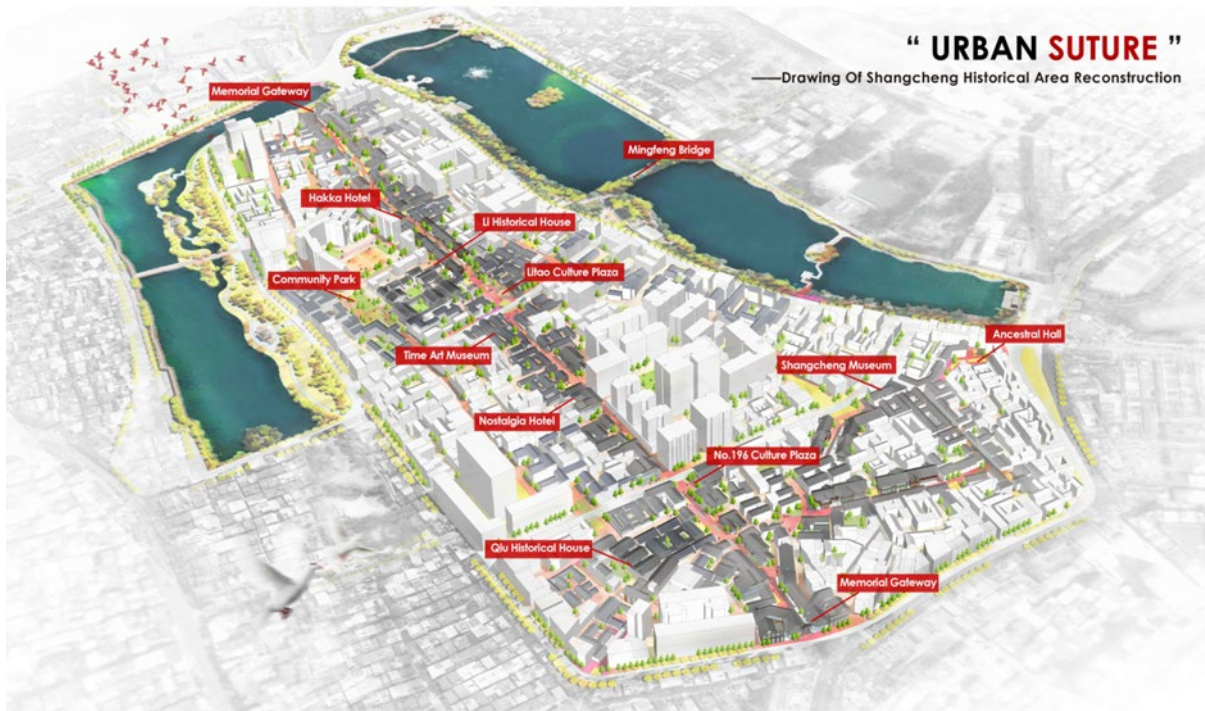 “ URBAN SUTURE ”
——Drawing Of Shangcheng Historical Area Reconstruction
Memorial Gateway
Mingfeng Bridge
Hakka Hotel
Li Historical House
Community Park
Litao Culture Plaza
Ancestral Hall
Time Art Museum
Shangcheng Museum
Nostalgia Hotel
No.196 Culture Plaza
Qiu Historical House
Memorial Gateway